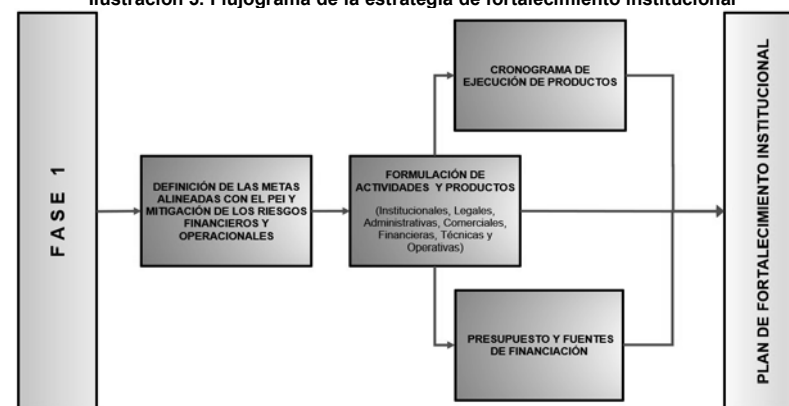 Ilustración 5. Flujograma de la estrategia de fortalecimiento institucional
FASE 1
DEFINICIÓN DE LAS METAS
ALINEADAS CON EL PEI Y
MITIGACIÓN DE LOS RIESGOS
FINANCIEROS Y
OPERACIONALES
FORMULACIÓN DE
ACTIVIDADES Y PRODUCTOS
(Institucionales, Legales,
Administrativas, Comerciales,
Financieras, Técnicas y
Operativas)
CRONOGRAMA DE
EJECUCIÓN DE PRODUCTOS
PRESUPUESTO Y FUENTES
DE FINANCIACIÓN
PLAN DE FORTALECIMIENTO INSTITUCIONAL